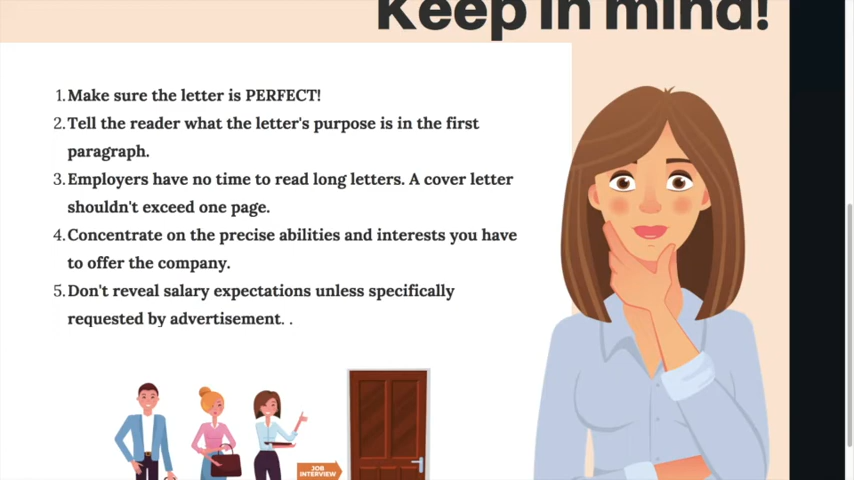 Keep in mind!
1. Make sure the letter is PERFECT!
2. Tell the reader what the letter's purpose is in the first
paragraph.
3. Employers have no time to read long letters. A cover letter
shouldn't exceed one page.
4. Concentrate on the precise abilities and interests you have
to offer the company.
5. Don't reveal salary expectations unless specifically
requested by advertisement. .
JOB
INTERVIEW